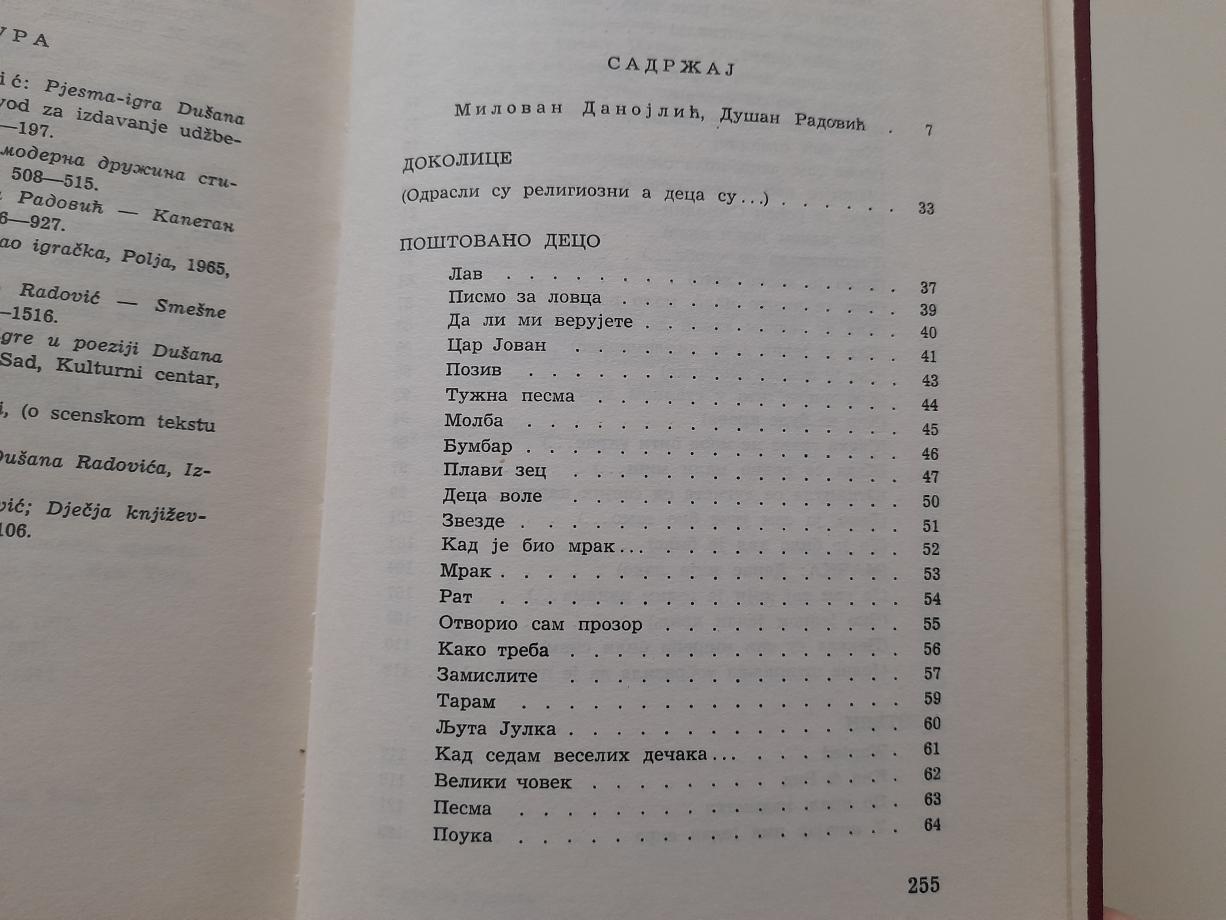 УРА
ić: Pjesma-igra Dušana
vod za izdavanje udžbe-
—197.
модерна дружина сти-
508—515.
Радовић — Капетан
6—927.
ao igračka, Polja, 1965,
Radović — Smešne
—1516.
gre u poeziji Dušana
Sad, Kulturni centar,
i, (o scenskom tekstu
Dušana Radovića, Iz-
vić; Dječja književ-
106.
САДРЖАЈ
Милован Данојлић, Душан Радовић . 7
ДОКОЛИЦЕ
(Одрасли су религиозни а деца су...) . . . . . . 33
ПОШТОВАНО ДЕЦО
Лав . . . . . . . . . . . . . . . . 37
Писмо за ловца . . . . . . . . . . . . 39
Да ли ми верујете . . . . . . . . . . . 40
Цар Јован . . . . . . . . . . . . . 41
Позив . . . . . . . . . . . . . . . 43
Тужна песма . . . . . . . . . . . . 44
Молба . . . . . . . . . . . . . . . 45
Бумбар . . . . . . . . . . . . . . . 46
Плави зец . . . . . . . . . . . . . 47
Деца воле . . . . . . . . . . . . . 50
Звезде . . . . . . . . . . . . . . . 51
Кад је био мрак... . . . . . . . . . . 52
Мрак . . . . . . . . . . . . . . . . 53
Рат . . . . . . . . . . . . . . . . 54
Отворио сам прозор . . . . . . . . . 55
Како треба . . . . . . . . . . . . . 56
Замислите . . . . . . . . . . . . . 57
Тарам . . . . . . . . . . . . . . . 59
Љута Јулка . . . . . . . . . . . . . 60
Кад седам веселих дечака... . . . . . . 61
Велики човек . . . . . . . . . . . . 62
Песма . . . . . . . . . . . . . . . 63
Поука . . . . . . . . . . . . . . . 64
255